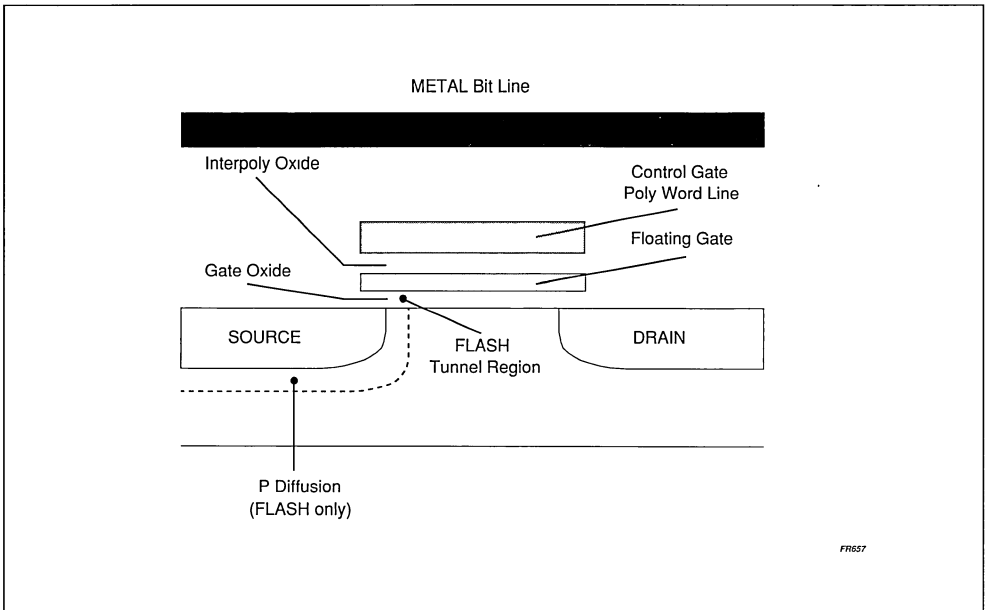 METAL Bit Line
Interpoly Oxide
Control Gate
Poly Word Line
Floating Gate
Gate Oxide
SOURCE
FLASH
Tunnel Region
DRAIN
P Diffusion
(FLASH only)
FR657